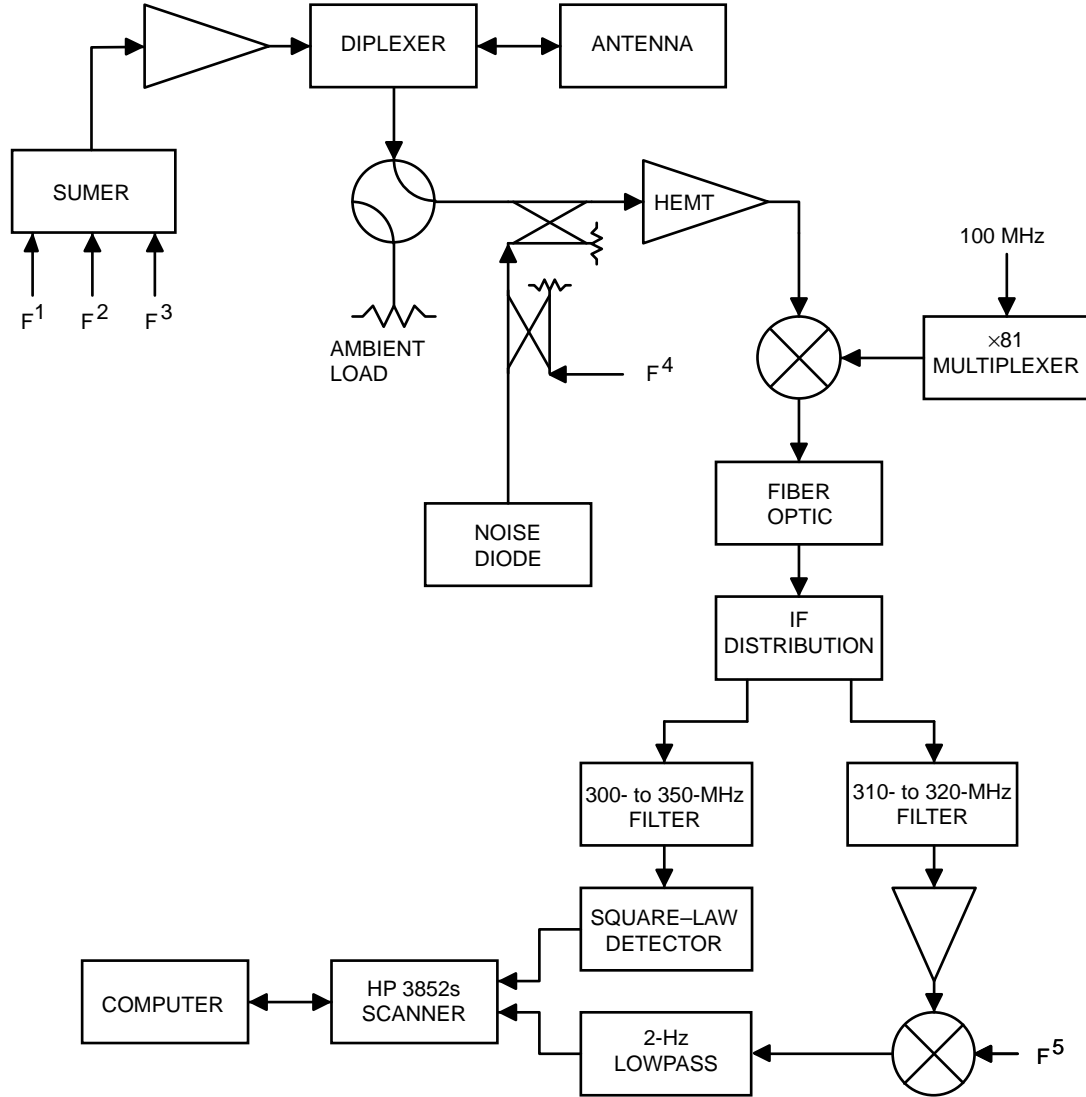 DIPLEXER
ANTENNA
SUMER
F1
F2
F3
HEMT
AMBIENT
LOAD
F4
100 MHz
×81
MULTIPLEXER
NOISE
DIODE
FIBER
OPTIC
IF
DISTRIBUTION
300- to 350-MHz
FILTER
310- to 320-MHz
FILTER
SQUARE–LAW
DETECTOR
COMPUTER
HP 3852s
SCANNER
2-Hz
LOWPASS
F5